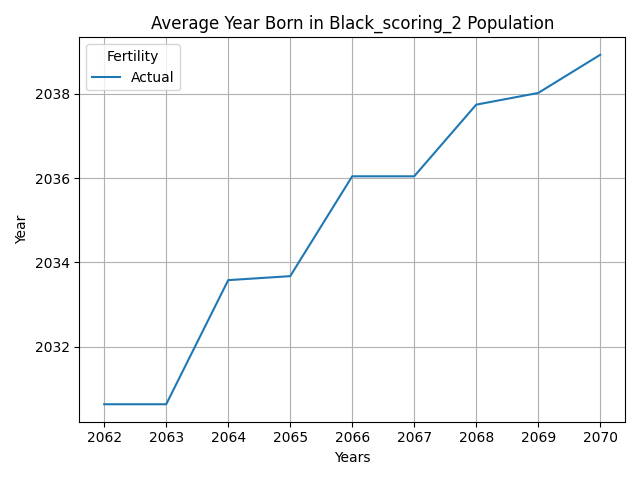 Average Year Born in Black_scoring_2 Population
Fertility
Actual
2038
2036
2034
2032
Year
2062 2063 2064 2065 2066 2067 2068 2069 2070
Years